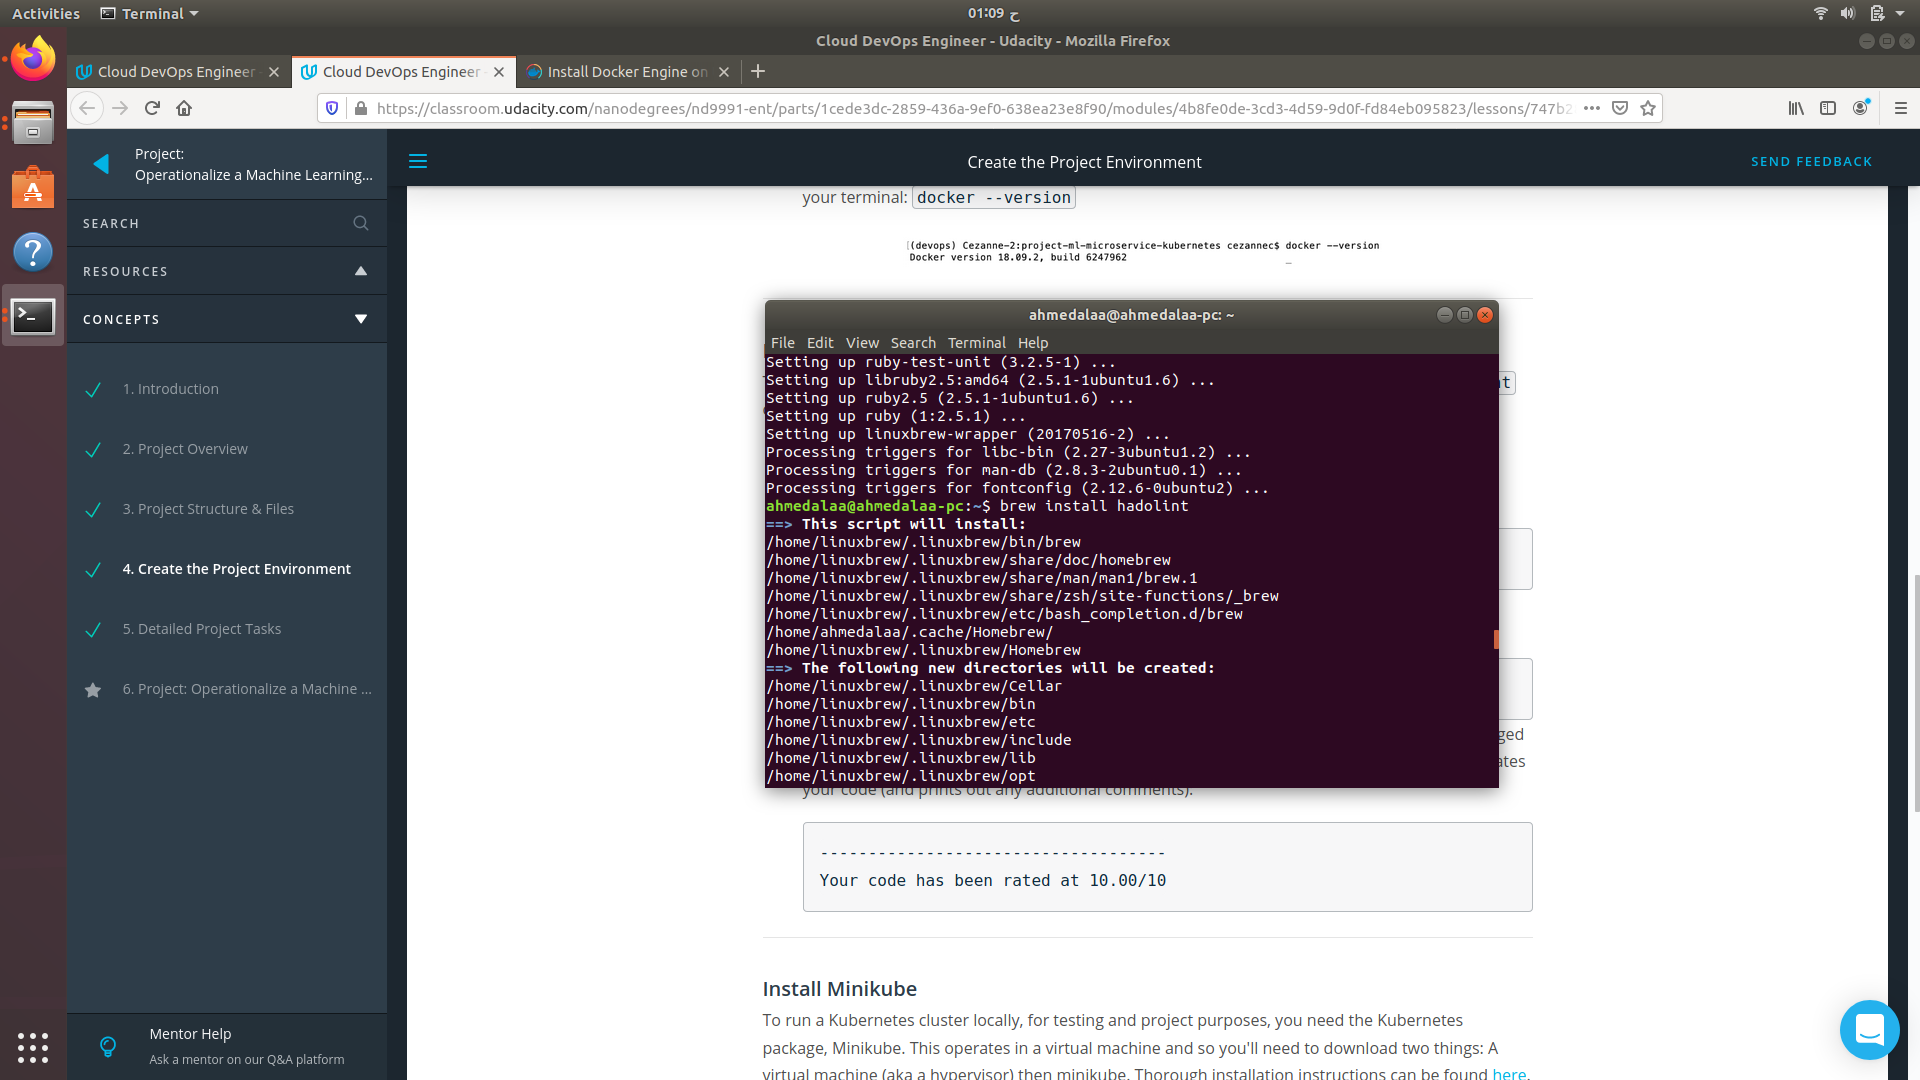 Activities
Terminal
01:09 ح
Cloud DevOps Engineer - Udacity - Mozilla Firefox
Cloud DevOps Engineer
Cloud DevOps Engineer
Install Docker Engine on
https://classroom.udacity.com/nanodegrees/nd9991-ent/parts/1cede3dc-2859-436a-9ef0-638ea23e8f90/modules/4b8fe0de-3cd3-4d59-9d0f-fd84eb095823/lessons/747b2
Project:
Operationalize a Machine Learning...
Create the Project Environment
SEND FEEDBACK
SEARCH
RESOURCES
CONCEPTS
1. Introduction
2. Project Overview
3. Project Structure & Files
4. Create the Project Environment
5. Detailed Project Tasks
6. Project: Operationalize a Machine ...
Mentor Help
Ask a mentor on our Q&A platform
your terminal: docker --version
(devops) Cezanne-2:project-ml-microservice-kubernetes cezannec$ docker --version
Docker version 18.09.2, build 6247962
ahmedalaa@ahmedalaa-pc: ~
File Edit View Search Terminal Help
Setting up ruby-test-unit (3.2.5-1) ...
Setting up libruby2.5:amd64 (2.5.1-1ubuntu1.6) ...
Setting up ruby2.5 (2.5.1-1ubuntu1.6) ...
Setting up ruby (1:2.5.1) ...
Setting up linuxbrew-wrapper (20170516-2) ...
Processing triggers for libc-bin (2.27-3ubuntu1.2) ...
Processing triggers for man-db (2.8.3-2ubuntu0.1) ...
Processing triggers for fontconfig (2.12.6-0ubuntu2) ...
ahmedalaa@ahmedalaa-pc:~$ brew install hadolint
==> This script will install:
/home/linuxbrew/.linuxbrew/bin/brew
/home/linuxbrew/.linuxbrew/share/doc/homebrew
/home/linuxbrew/.linuxbrew/share/man/man1/brew.1
/home/linuxbrew/.linuxbrew/share/zsh/site-functions/_brew
/home/linuxbrew/.linuxbrew/etc/bash_completion.d/brew
/home/ahmedalaa/.cache/Homebrew/
/home/linuxbrew/.linuxbrew/Homebrew
==> The following new directories will be created:
/home/linuxbrew/.linuxbrew/Cellar
/home/linuxbrew/.linuxbrew/bin
/home/linuxbrew/.linuxbrew/etc
/home/linuxbrew/.linuxbrew/include
/home/linuxbrew/.linuxbrew/lib
/home/linuxbrew/.linuxbrew/opt
your code (and prints out any additional comments).
------------------------------------
Your code has been rated at 10.00/10
Install Minikube
To run a Kubernetes cluster locally, for testing and project purposes, you need the Kubernetes
package, Minikube. This operates in a virtual machine and so you'll need to download two things: A
virtual machine (aka a hypervisor) then minikube. Thorough installation instructions can be found here.